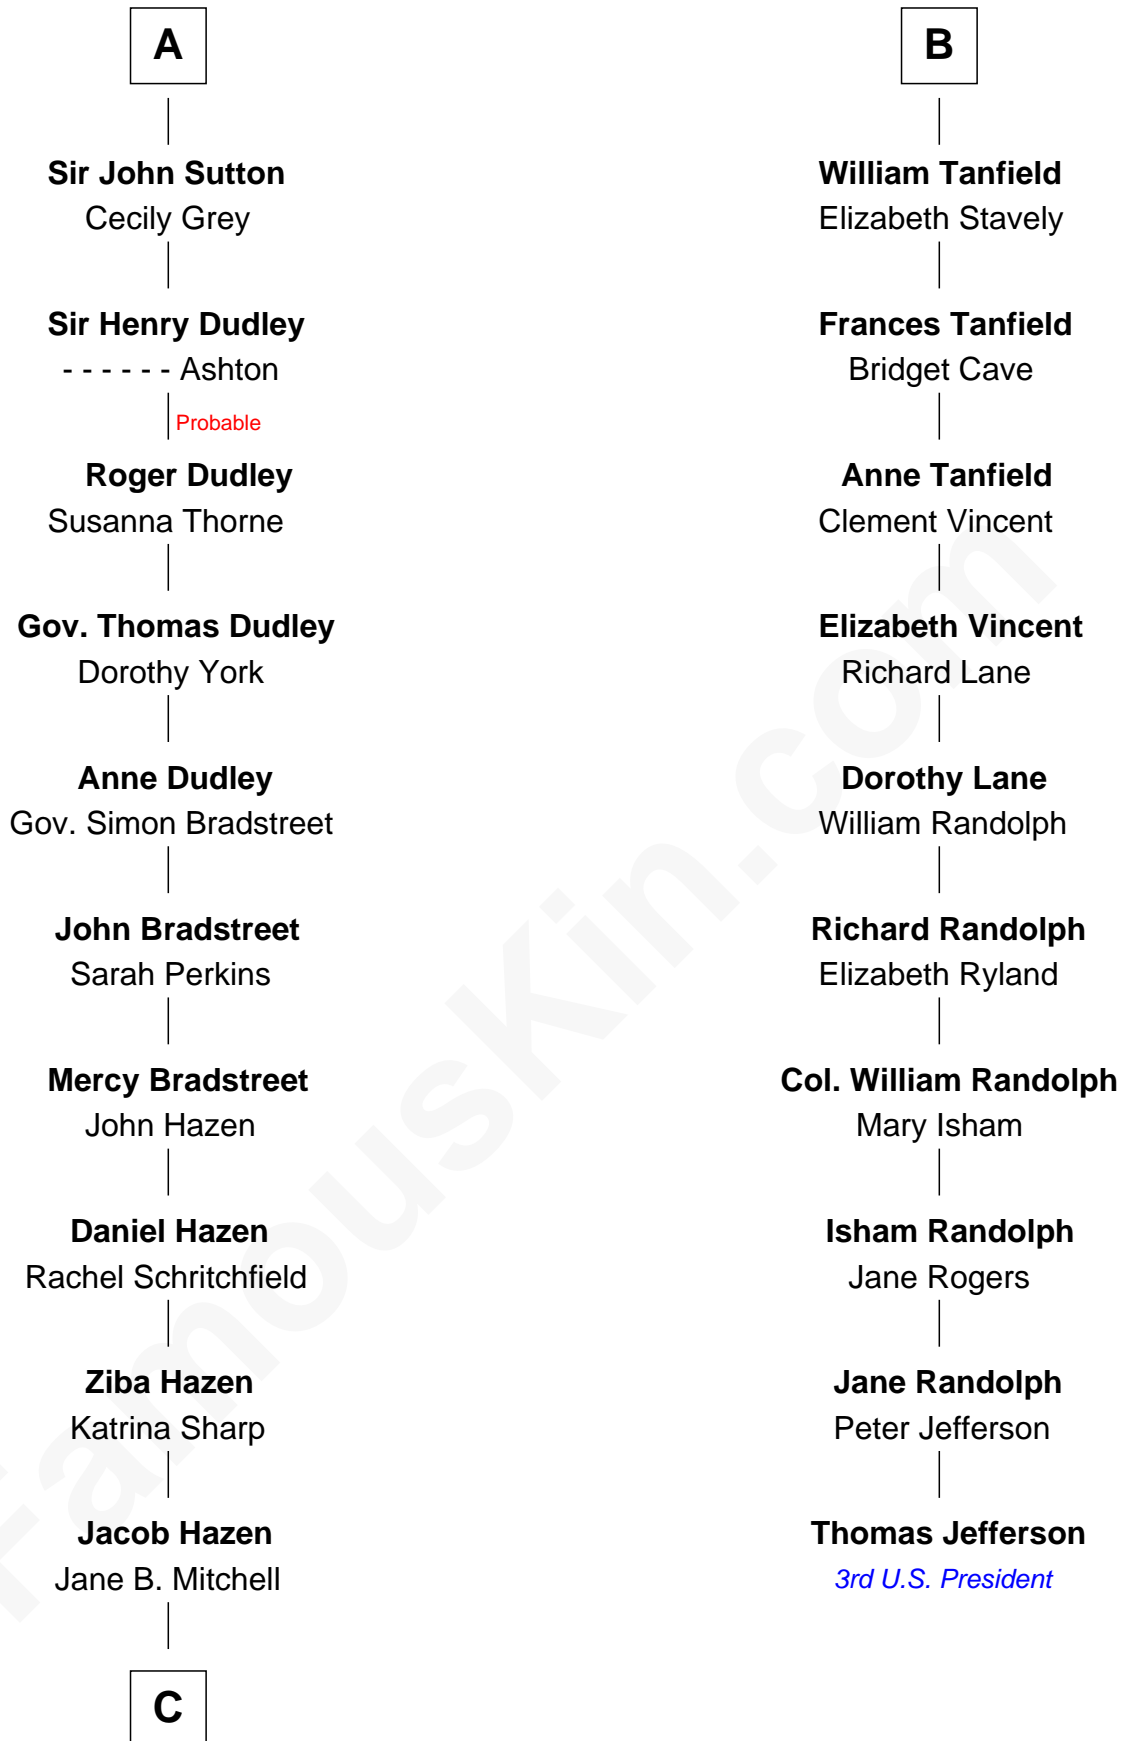 A
Sir John Sutton
Cecily Grey
Sir Henry Dudley
- - - - - - Ashton
Probable
Roger Dudley
Susanna Thorne
Gov. Thomas Dudley
Dorothy York
Anne Dudley
Gov. Simon Bradstreet
John Bradstreet
Sarah Perkins
Mercy Bradstreet
John Hazen
Daniel Hazen
Rachel Schritchfield
Ziba Hazen
Katrina Sharp
Jacob Hazen
Jane B. Mitchell
C
B
William Tanfield
Elizabeth Stavely
Frances Tanfield
Bridget Cave
Anne Tanfield
Clement Vincent
Elizabeth Vincent
Richard Lane
Dorothy Lane
William Randolph
Richard Randolph
Elizabeth Ryland
Col. William Randolph
Mary Isham
Isham Randolph
Jane Rogers
Jane Randolph
Peter Jefferson
Thomas Jefferson
3rd U.S. President
FamousKin.com